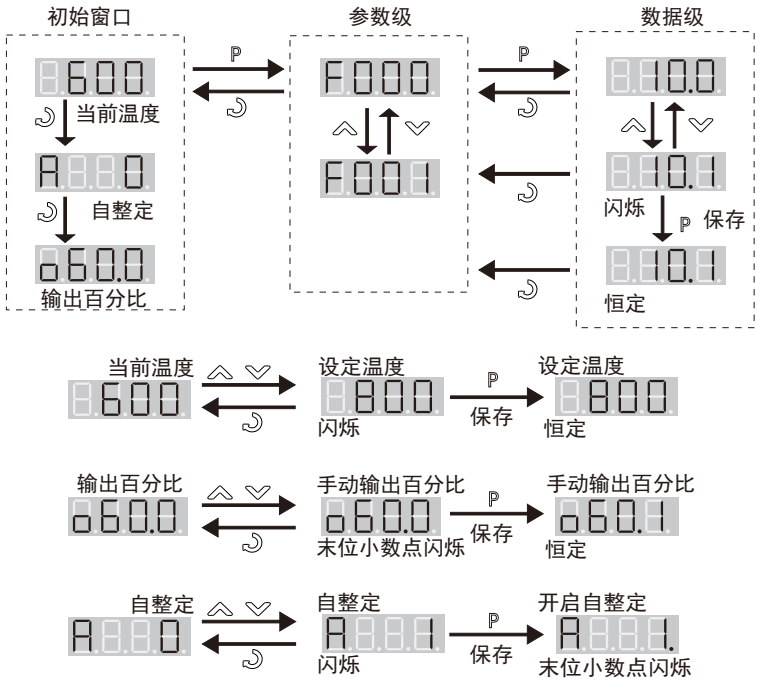 初始窗口
参数级
数据级
P
P
600
F000
10.0
当前温度
A 0
F001
10.1
自整定
闪烁
P 保存
o60.0
10.1
输出百分比
恒定
当前温度
设定温度
设定温度
P
600
800
800
保存
闪烁
恒定
输出百分比
手动输出百分比
手动输出百分比
P
o60.0
o60.0
o60.1
保存
末位小数点闪烁
恒定
自整定
自整定
开启自整定
P
A 0
A 1
A 1.
保存
闪烁
末位小数点闪烁